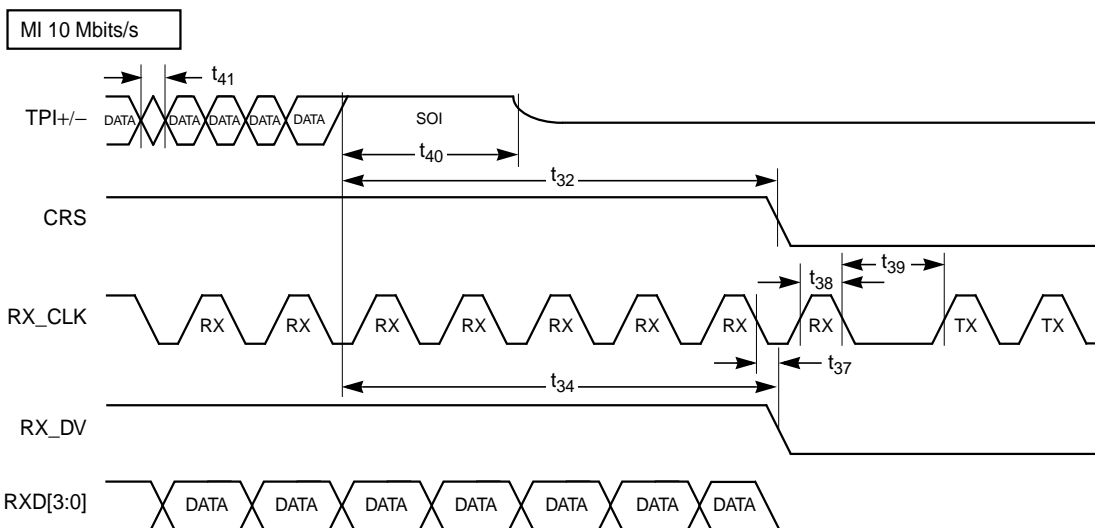 MI 10 Mbits/s
t41
TPI+/– DATA DATA DATA DATA DATA SOI
t40
t32
CRS
t38 t39
RX_CLK RX RX RX RX RX RX RX RX TX TX
t37
t34
RX_DV
RXD[3:0] DATA DATA DATA DATA DATA DATA DATA